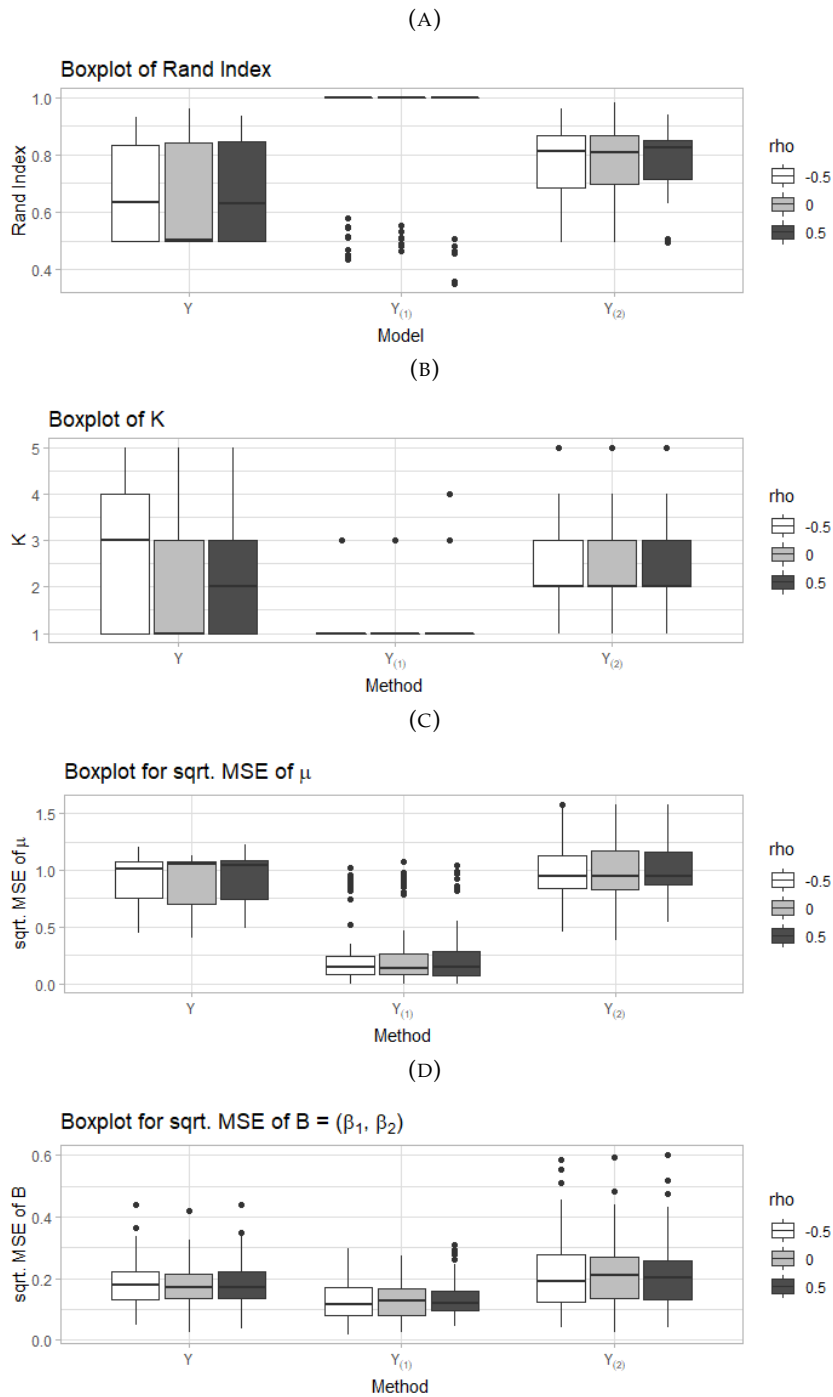 (A)
Boxplot of Rand Index
Rand Index
1.0
0.8
0.6
0.4
Y
Y(1)
Y(2)
Model
rho
-0.5
0
0.5
(B)
Boxplot of K
K
5
4
3
2
1
Y
Y(1)
Y(2)
Method
rho
-0.5
0
0.5
(C)
Boxplot for sqrt. MSE of μ
sqrt. MSE of μ
1.5
1.0
0.5
0.0
Y
Y(1)
Y(2)
Method
rho
-0.5
0
0.5
(D)
Boxplot for sqrt. MSE of B = (β₁, β₂)
sqrt. MSE of B
0.6
0.4
0.2
0.0
Y
Y(1)
Y(2)
Method
rho
-0.5
0
0.5